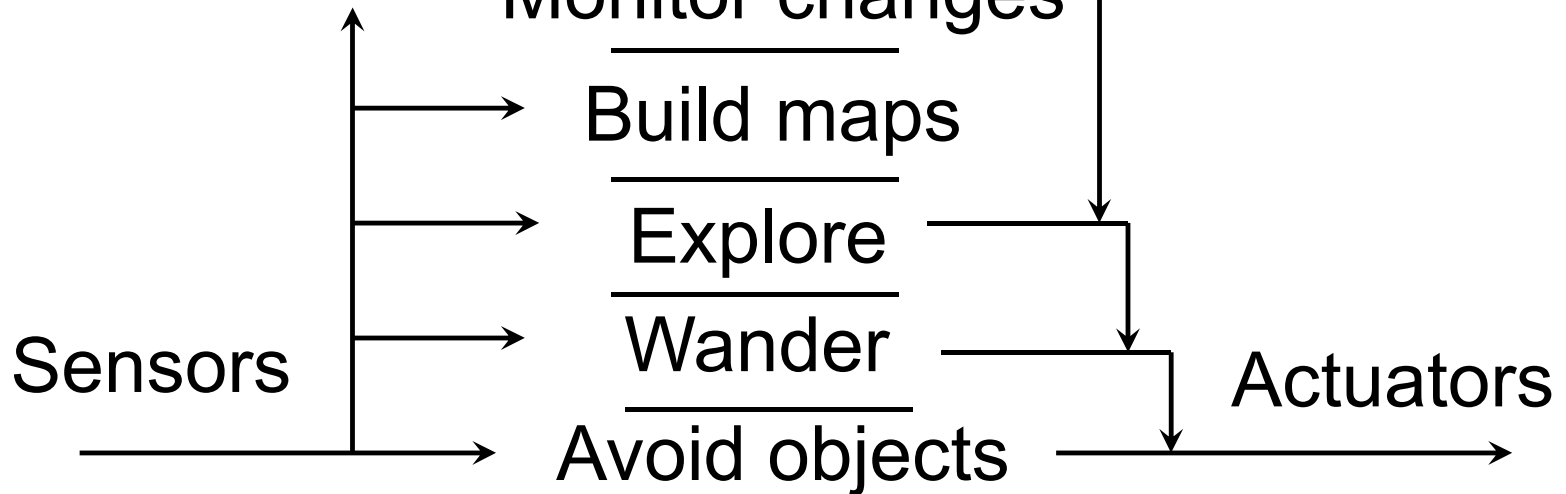 Monitor changes
Build maps
Explore
Wander
Sensors
Actuators
Avoid objects